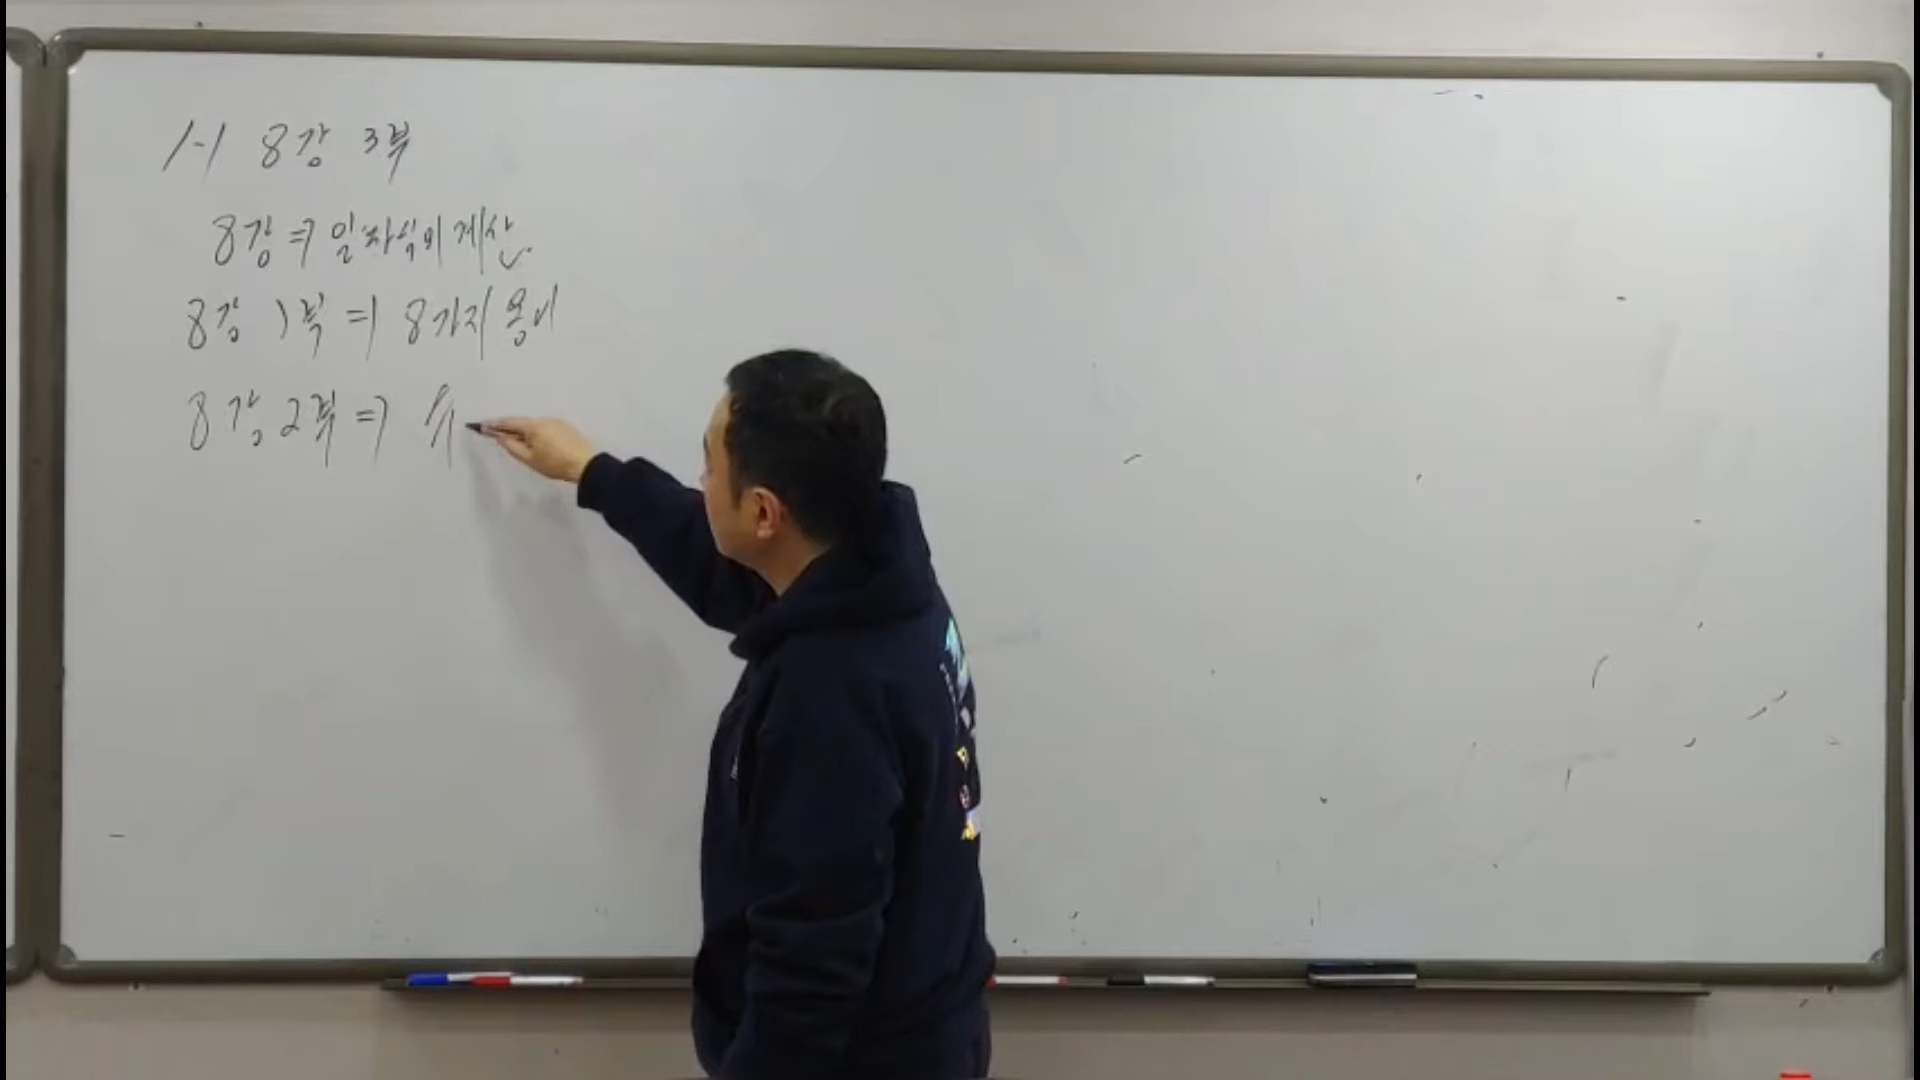 1-1 8강 3부
8강 ⇒ 일차식의 계산
8강 1부 ⇒ 8가지 용어
8강 2부 ⇒